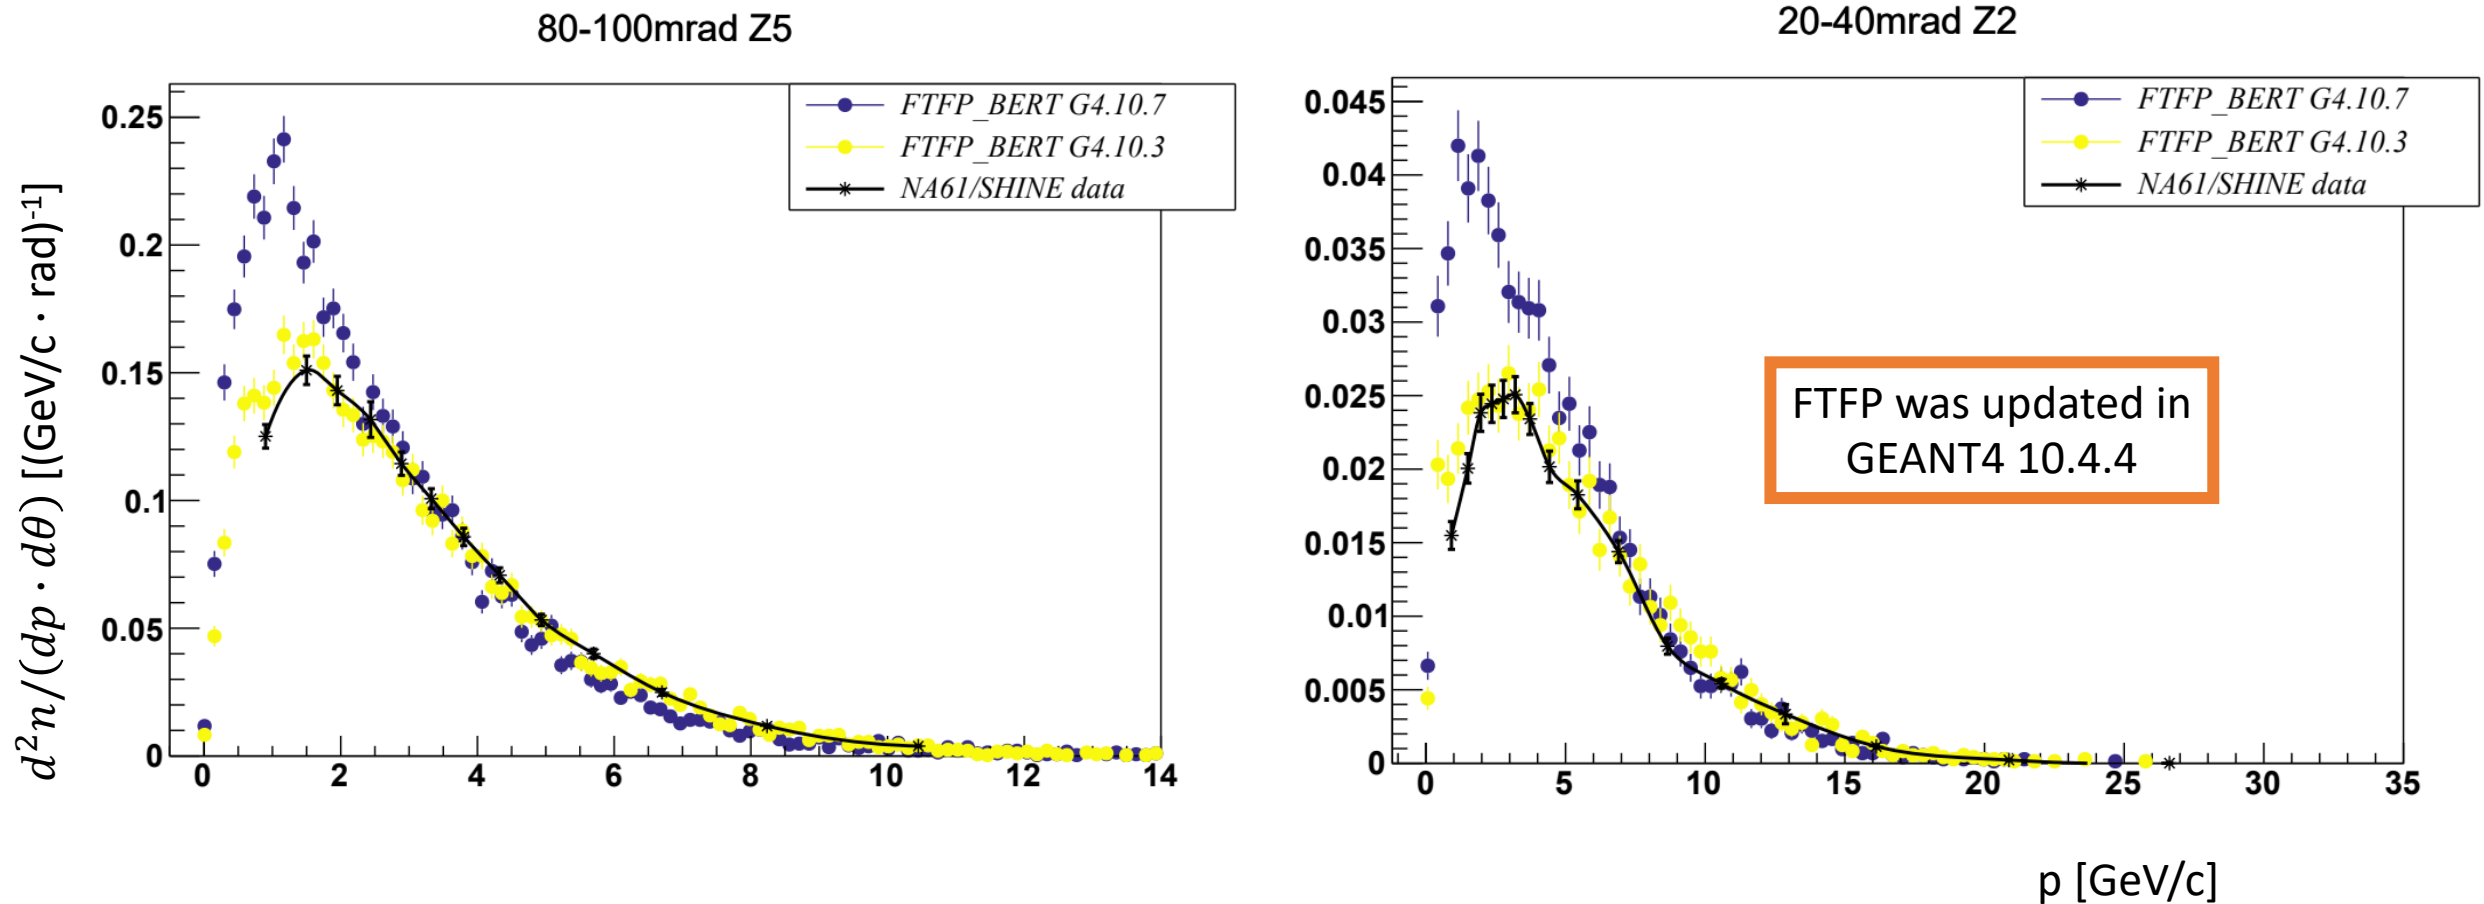 80-100mrad Z5
20-40mrad Z2
d²n/(dp · dθ) [(GeV/c · rad)⁻¹]
0.25
0.2
0.15
0.1
0.05
0
0 2 4 6 8 10 12 14
FTFP_BERT G4.10.7
FTFP_BERT G4.10.3
NA61/SHINE data
0.045
0.04
0.035
0.03
0.025
0.02
0.015
0.01
0.005
0
0 5 10 15 20 25 30 35
FTFP_BERT G4.10.7
FTFP_BERT G4.10.3
NA61/SHINE data
FTFP was updated in
GEANT4 10.4.4
p [GeV/c]